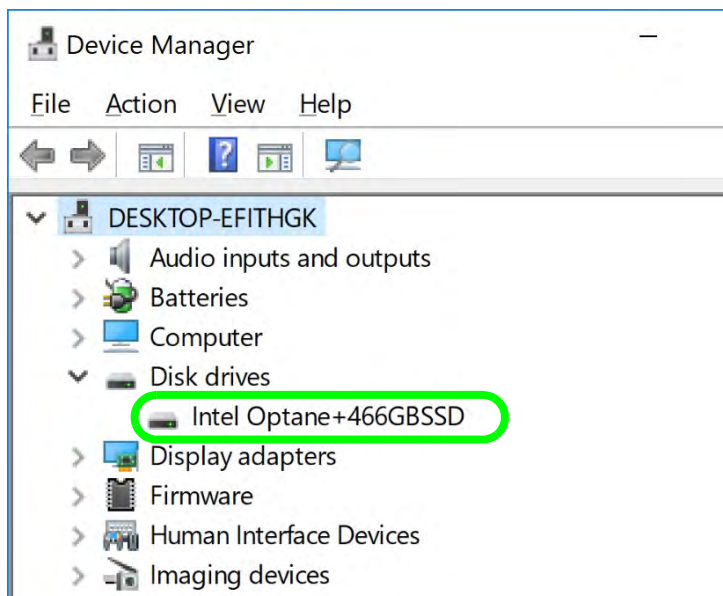 Device Manager
File Action View Help
DESKTOP-EFITHGK
Audio inputs and outputs
Batteries
Computer
Disk drives
Intel Optane+466GBSSD
Display adapters
Firmware
Human Interface Devices
Imaging devices